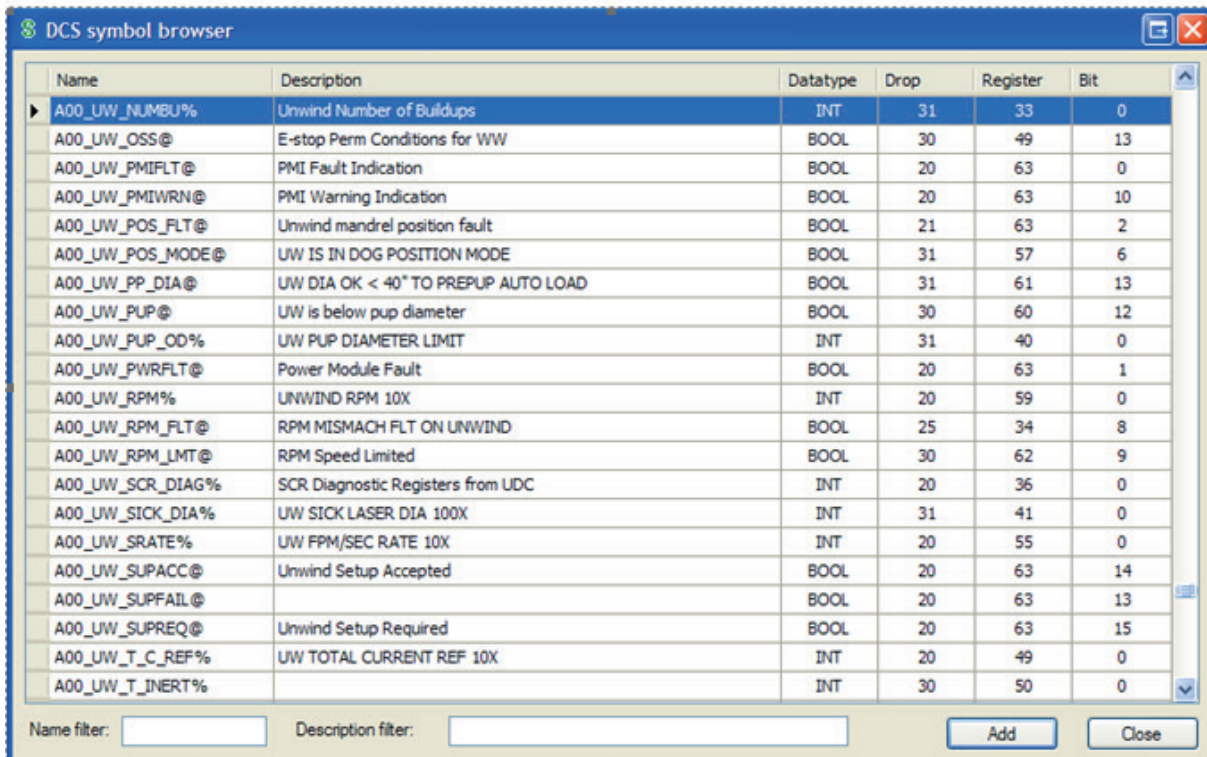 DCS symbol browser
Name Description Datatype Drop Register Bit
A00_UW_NUMBU% Unwind Number of Buildups INT 31 33 0
A00_UW_OSS@ E-stop Perm Conditions for WW BOOL 30 49 13
A00_UW_PMIFLT@ PMI Fault Indication BOOL 20 63 0
A00_UW_PMIWRN@ PMI Warning Indication BOOL 20 63 10
A00_UW_POS_FLT@ Unwind mandrel position fault BOOL 21 63 2
A00_UW_POS_MODE@ UW IS IN DOG POSITION MODE BOOL 31 57 6
A00_UW_PP_DIA@ UW DIA OK < 40" TO PREPUP AUTO LOAD BOOL 31 61 13
A00_UW_PUP@ UW is below pup diameter BOOL 30 60 12
A00_UW_PUP_OD% UW PUP DIAMETER LIMIT INT 31 40 0
A00_UW_PWRFLT@ Power Module Fault BOOL 20 63 1
A00_UW_RPM% UNWIND RPM 10X INT 20 59 0
A00_UW_RPM_FLT@ RPM MISMACH FLT ON UNWIND BOOL 25 34 8
A00_UW_RPM_LMT@ RPM Speed Limited BOOL 30 62 9
A00_UW_SCR_DIAG% SCR Diagnostic Registers from UDC INT 20 36 0
A00_UW_SICK_DIA% UW SICK LASER DIA 100X INT 31 41 0
A00_UW_SRATE% UW FPM/SEC RATE 10X INT 20 55 0
A00_UW_SUPACC@ Unwind Setup Accepted BOOL 20 63 14
A00_UW_SUPFAIL@ BOOL 20 63 13
A00_UW_SUPREQ@ Unwind Setup Required BOOL 20 63 15
A00_UW_T_C_REF% UW TOTAL CURRENT REF 10X INT 20 49 0
A00_UW_T_INERT% INT 30 50 0
Name filter: Description filter: Add Close